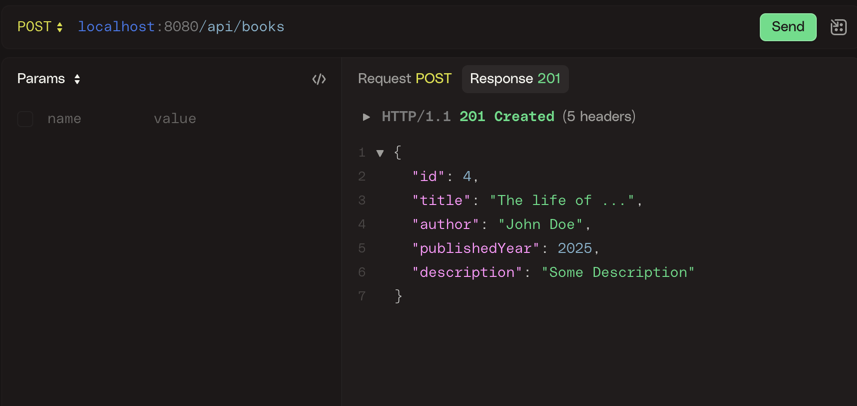 POST localhost:8080/api/books Send
Params </> Request POST Response 201
name value
HTTP/1.1 201 Created (5 headers)
1 {
2 "id": 4,
3 "title": "The life of ...",
4 "author": "John Doe",
5 "publishedYear": 2025,
6 "description": "Some Description"
7 }